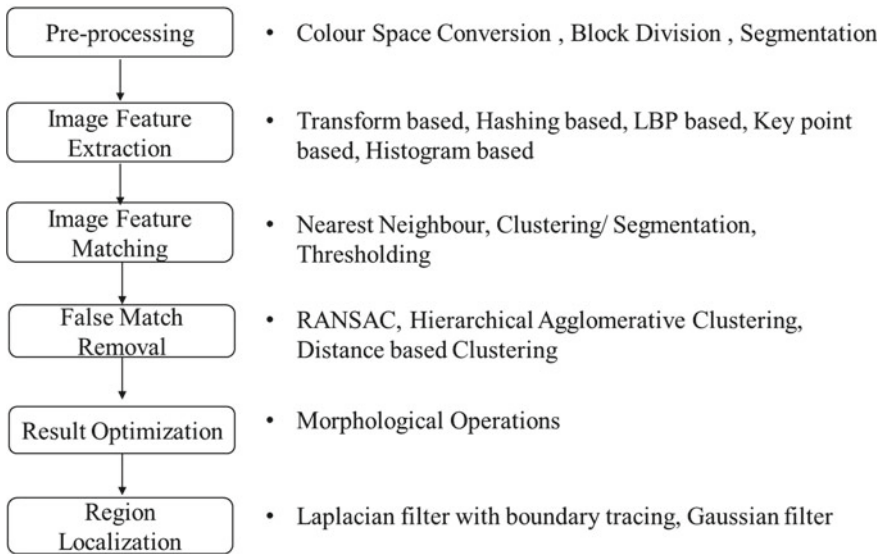 Pre-processing
• Colour Space Conversion , Block Division , Segmentation
Image Feature
Extraction
• Transform based, Hashing based, LBP based, Key point
based, Histogram based
Image Feature
Matching
• Nearest Neighbour, Clustering/ Segmentation,
Thresholding
False Match
Removal
• RANSAC, Hierarchical Agglomerative Clustering,
Distance based Clustering
Result Optimization
• Morphological Operations
Region
Localization
• Laplacian filter with boundary tracing, Gaussian filter